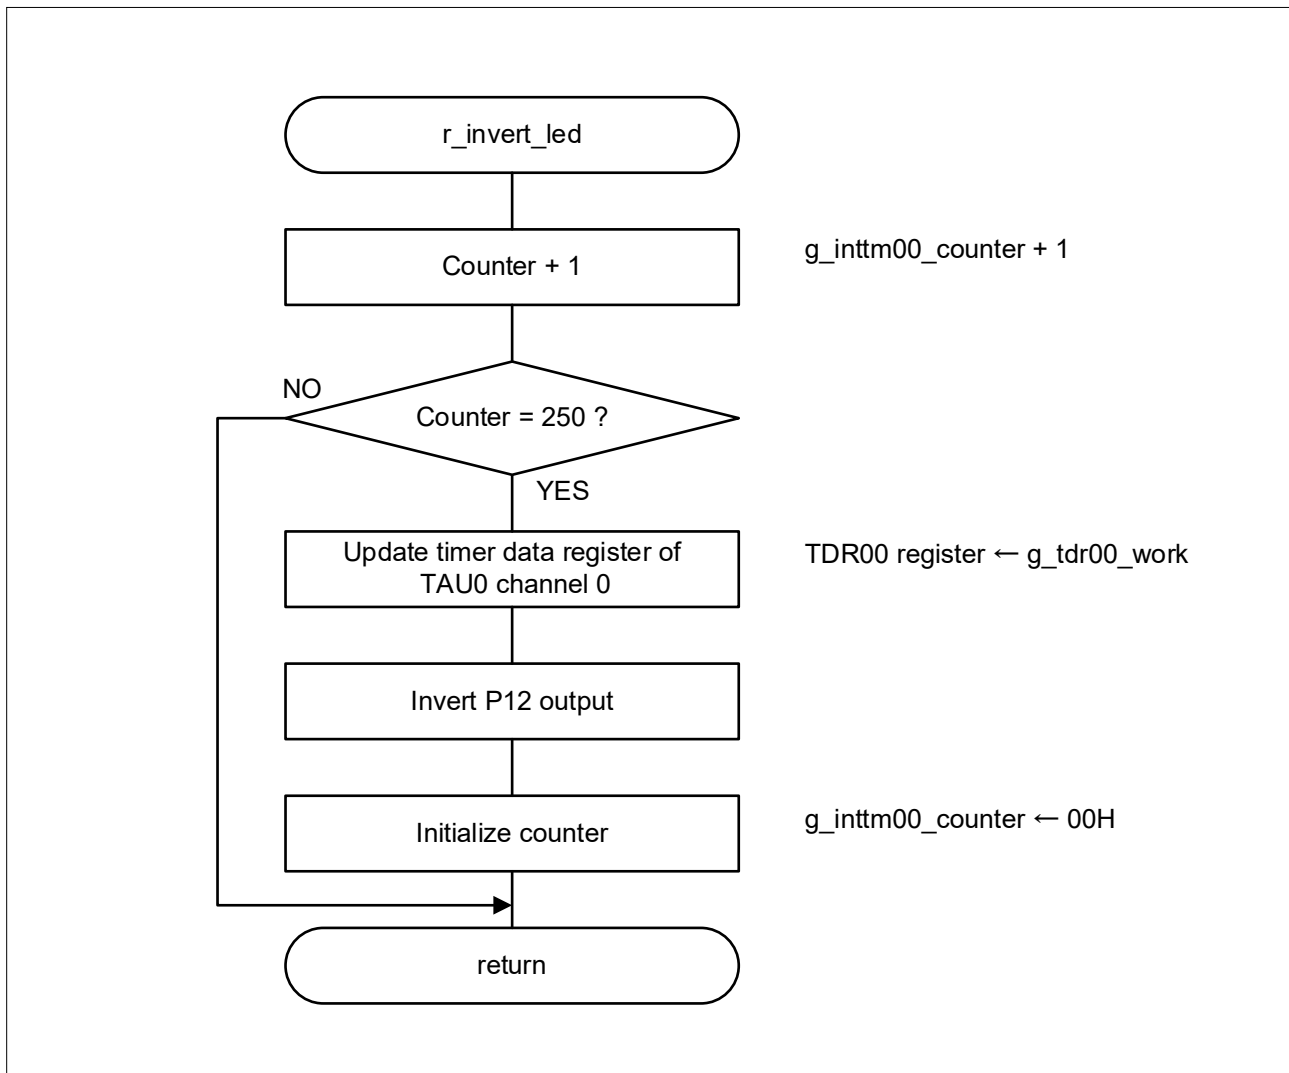 r_invert_led
Counter + 1
g_inttm00_counter + 1
NO
Counter = 250 ?
YES
Update timer data register of
TAU0 channel 0
TDR00 register ← g_tdr00_work
Invert P12 output
Initialize counter
g_inttm00_counter ← 00H
return